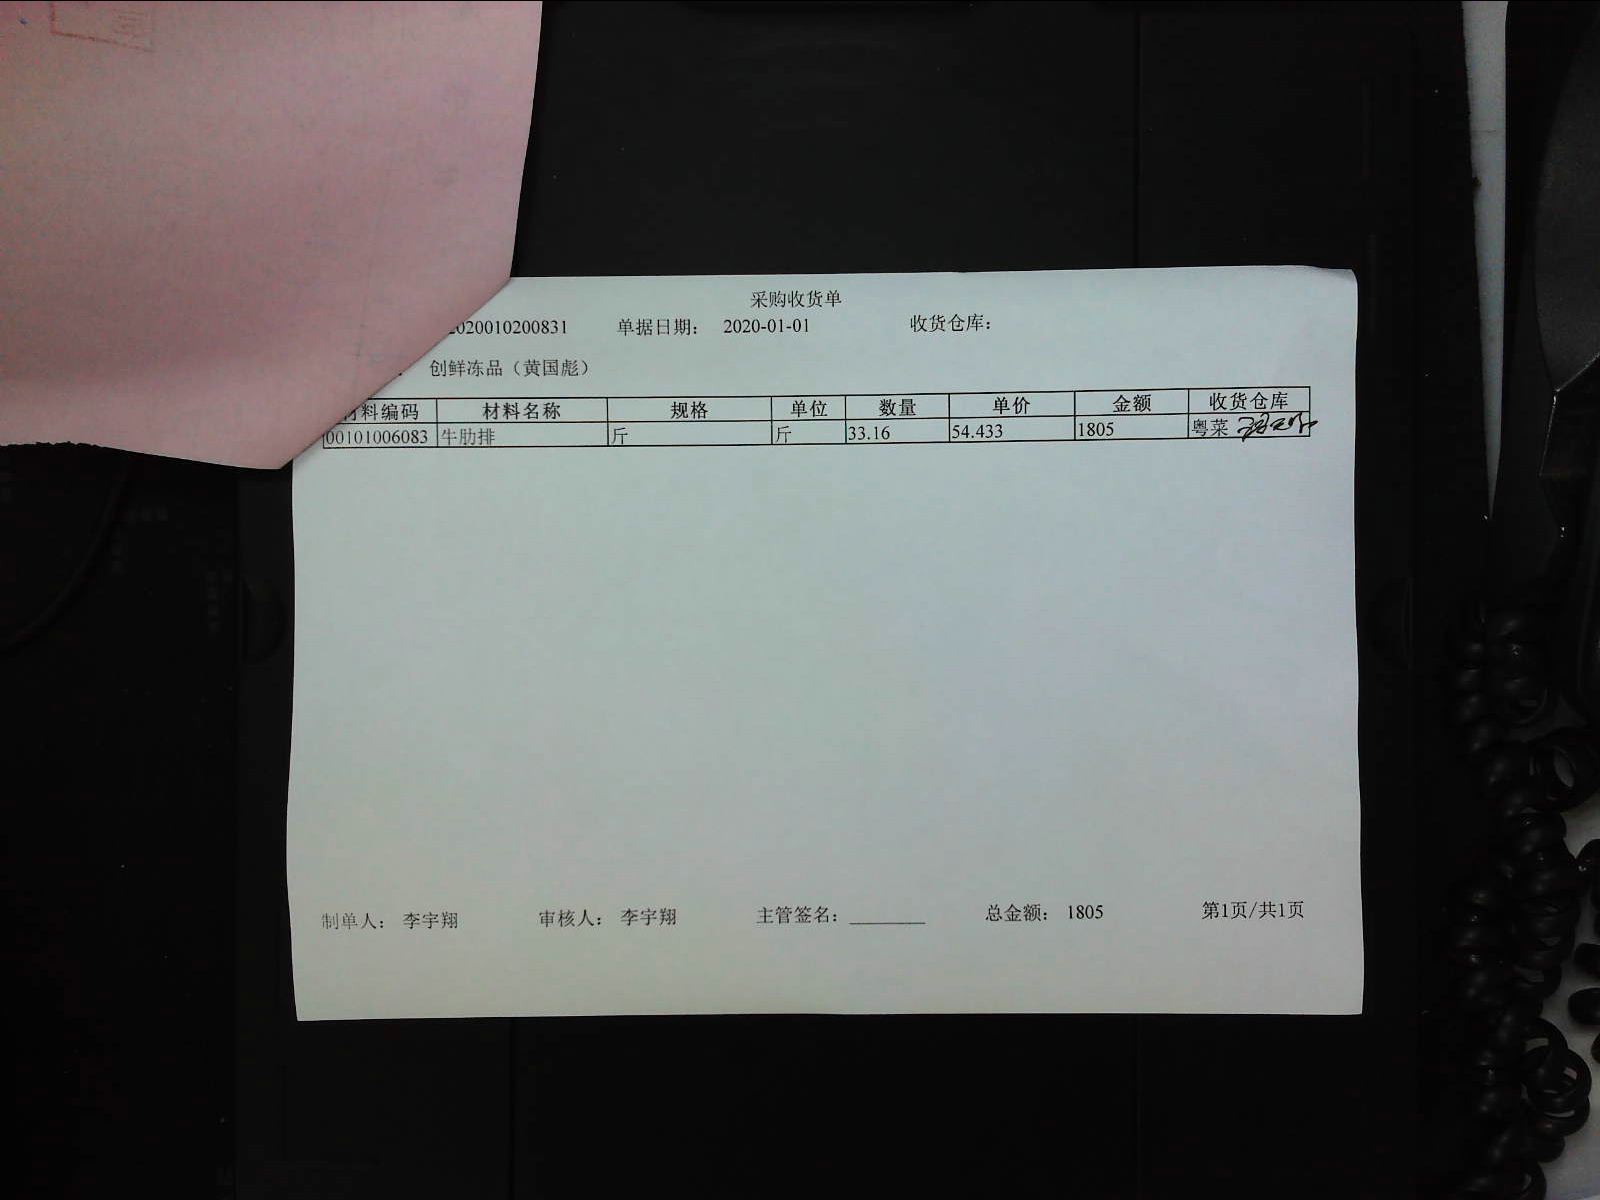 采购收货单
2020010200831 单据日期： 2020-01-01 收货仓库：
创鲜冻品（黄国彪）
材料编码 材料名称 规格 单位 数量 单价 金额 收货仓库
00101006083 牛肋排 斤 斤 33.16 54.433 1805 粤菜
制单人： 李宇翔 审核人： 李宇翔 主管签名： 总金额： 1805 第1页/共1页